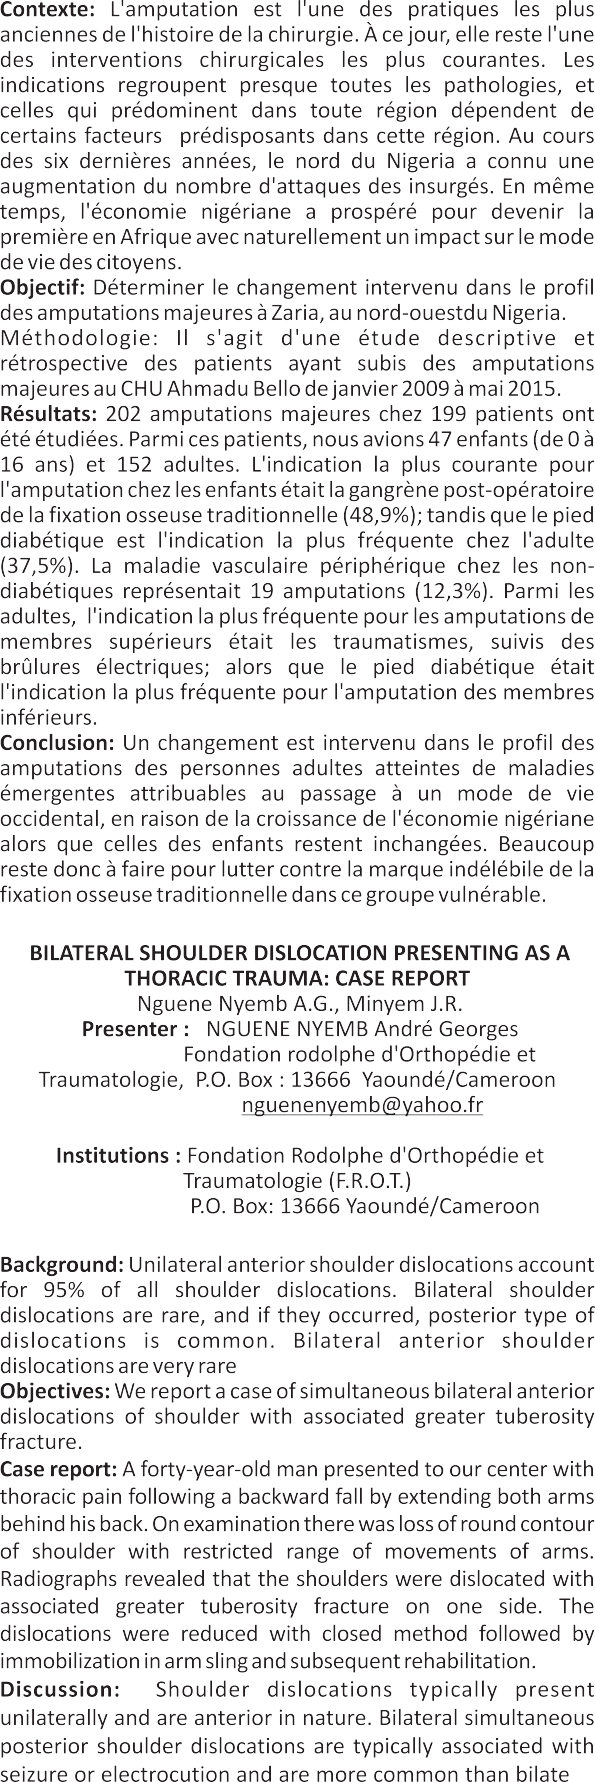 Contexte: L'amputation est l'une des pratiques les plus
anciennes de l'histoire de la chirurgie. À ce jour, elle reste l'une
des interventions chirurgicales les plus courantes. Les
indications regroupent presque toutes les pathologies, et
celles qui prédominent dans toute région dépendent de
certains facteurs prédisposants dans cette région. Au cours
des six dernières années, le nord du Nigeria a connu une
augmentation du nombre d'attaques des insurgés. En même
temps, l'économie nigériane a prospéré pour devenir la
première en Afrique avec naturellement un impact sur le mode
de vie des citoyens.
Objectif: Déterminer le changement intervenu dans le profil
des amputations majeures à Zaria, au nord-ouestdu Nigeria.
Méthodologie: Il s'agit d'une étude descriptive et
rétrospective des patients ayant subis des amputations
majeures au CHU Ahmadu Bello de janvier 2009 à mai 2015.
Résultats: 202 amputations majeures chez 199 patients ont
été étudiées. Parmi ces patients, nous avions 47 enfants (de 0 à
16 ans) et 152 adultes. L'indication la plus courante pour
l'amputation chez les enfants était la gangrène post-opératoire
de la fixation osseuse traditionnelle (48,9%); tandis que le pied
diabétique est l'indication la plus fréquente chez l'adulte
(37,5%). La maladie vasculaire périphérique chez les non-
diabétiques représentait 19 amputations (12,3%). Parmi les
adultes, l'indication la plus fréquente pour les amputations de
membres supérieurs était les traumatismes, suivis des
brûlures électriques; alors que le pied diabétique était
l'indication la plus fréquente pour l'amputation des membres
inférieurs.
Conclusion: Un changement est intervenu dans le profil des
amputations des personnes adultes atteintes de maladies
émergentes attribuables au passage à un mode de vie
occidental, en raison de la croissance de l'économie nigériane
alors que celles des enfants restent inchangées. Beaucoup
reste donc à faire pour lutter contre la marque indélébile de la
fixation osseuse traditionnelle dans ce groupe vulnérable.
BILATERAL SHOULDER DISLOCATION PRESENTING AS A
THORACIC TRAUMA: CASE REPORT
Nguene Nyemb A.G., Minyem J.R.
Presenter : NGUENE NYEMB André Georges
Fondation rodolphe d'Orthopédie et
Traumatologie, P.O. Box : 13666 Yaoundé/Cameroon
nguenenyemb@yahoo.fr
Institutions : Fondation Rodolphe d'Orthopédie et
Traumatologie (F.R.O.T.)
P.O. Box: 13666 Yaoundé/Cameroon
Background: Unilateral anterior shoulder dislocations account
for 95% of all shoulder dislocations. Bilateral shoulder
dislocations are rare, and if they occurred, posterior type of
dislocations is common. Bilateral anterior shoulder
dislocations are very rare
Objectives: We report a case of simultaneous bilateral anterior
dislocations of shoulder with associated greater tuberosity
fracture.
Case report: A forty-year-old man presented to our center with
thoracic pain following a backward fall by extending both arms
behind his back. On examination there was loss of round contour
of shoulder with restricted range of movements of arms.
Radiographs revealed that the shoulders were dislocated with
associated greater tuberosity fracture on one side. The
dislocations were reduced with closed method followed by
immobilization in arm sling and subsequent rehabilitation.
Discussion: Shoulder dislocations typically present
unilaterally and are anterior in nature. Bilateral simultaneous
posterior shoulder dislocations are typically associated with
seizure or electrocution and are more common than bilate